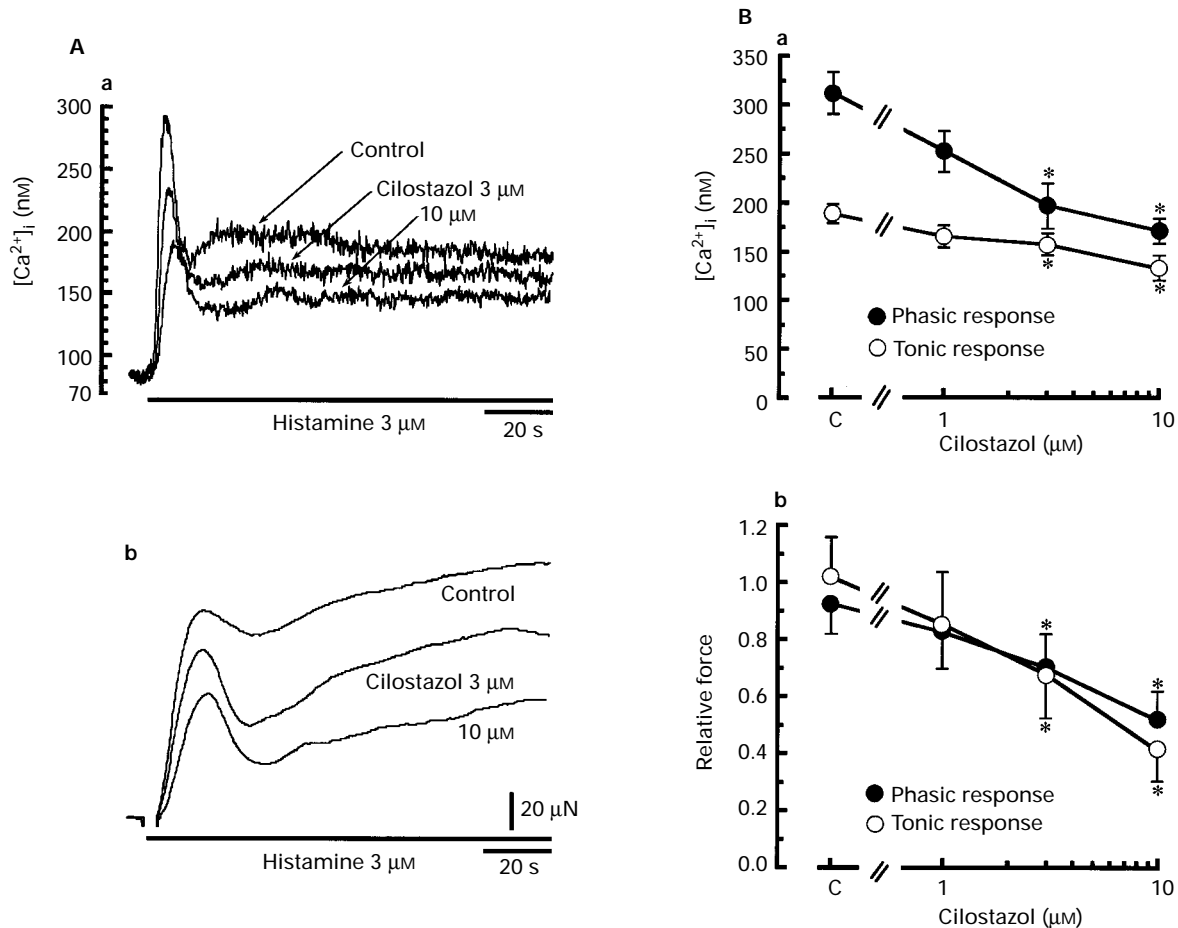 A
a
300
250
200
150
100
70
[Ca²⁺]ᵢ (nM)
Control
Cilostazol 3 µM
10 µM
Histamine 3 µM
20 s
b
Control
Cilostazol 3 µM
10 µM
20 µN
Histamine 3 µM
20 s
B
a
350
300
250
200
150
100
50
0
[Ca²⁺]ᵢ (nM)
* *
* *
Phasic response
Tonic response
C 1 10
Cilostazol (µM)
b
1.2
1.0
0.8
0.6
0.4
0.2
0.0
Relative force
* *
* *
Phasic response
Tonic response
C 1 10
Cilostazol (µM)